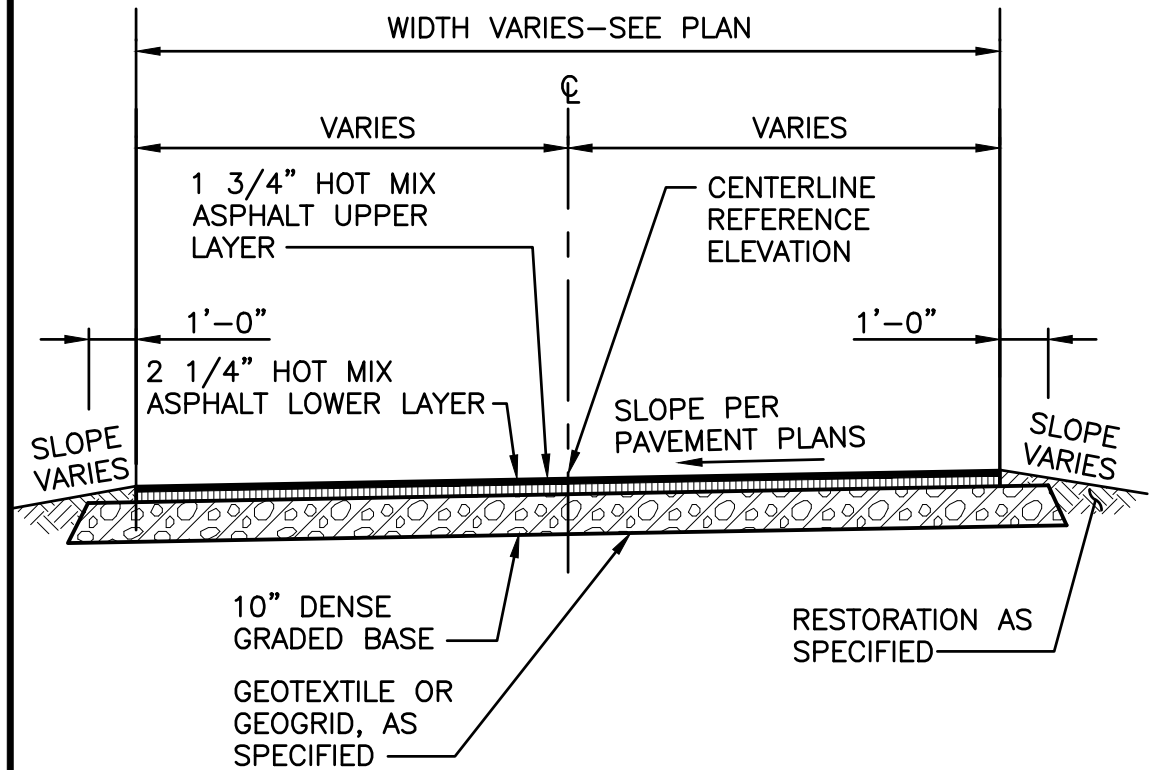 WIDTH VARIES-SEE PLAN
℄
VARIES
VARIES
1 3/4" HOT MIX
ASPHALT UPPER
LAYER
CENTERLINE
REFERENCE
ELEVATION
1'-0"
1'-0"
2 1/4" HOT MIX
ASPHALT LOWER LAYER
SLOPE PER
PAVEMENT PLANS
SLOPE
VARIES
SLOPE
VARIES
10" DENSE
GRADED BASE
RESTORATION AS
SPECIFIED
GEOTEXTILE OR
GEOGRID, AS
SPECIFIED